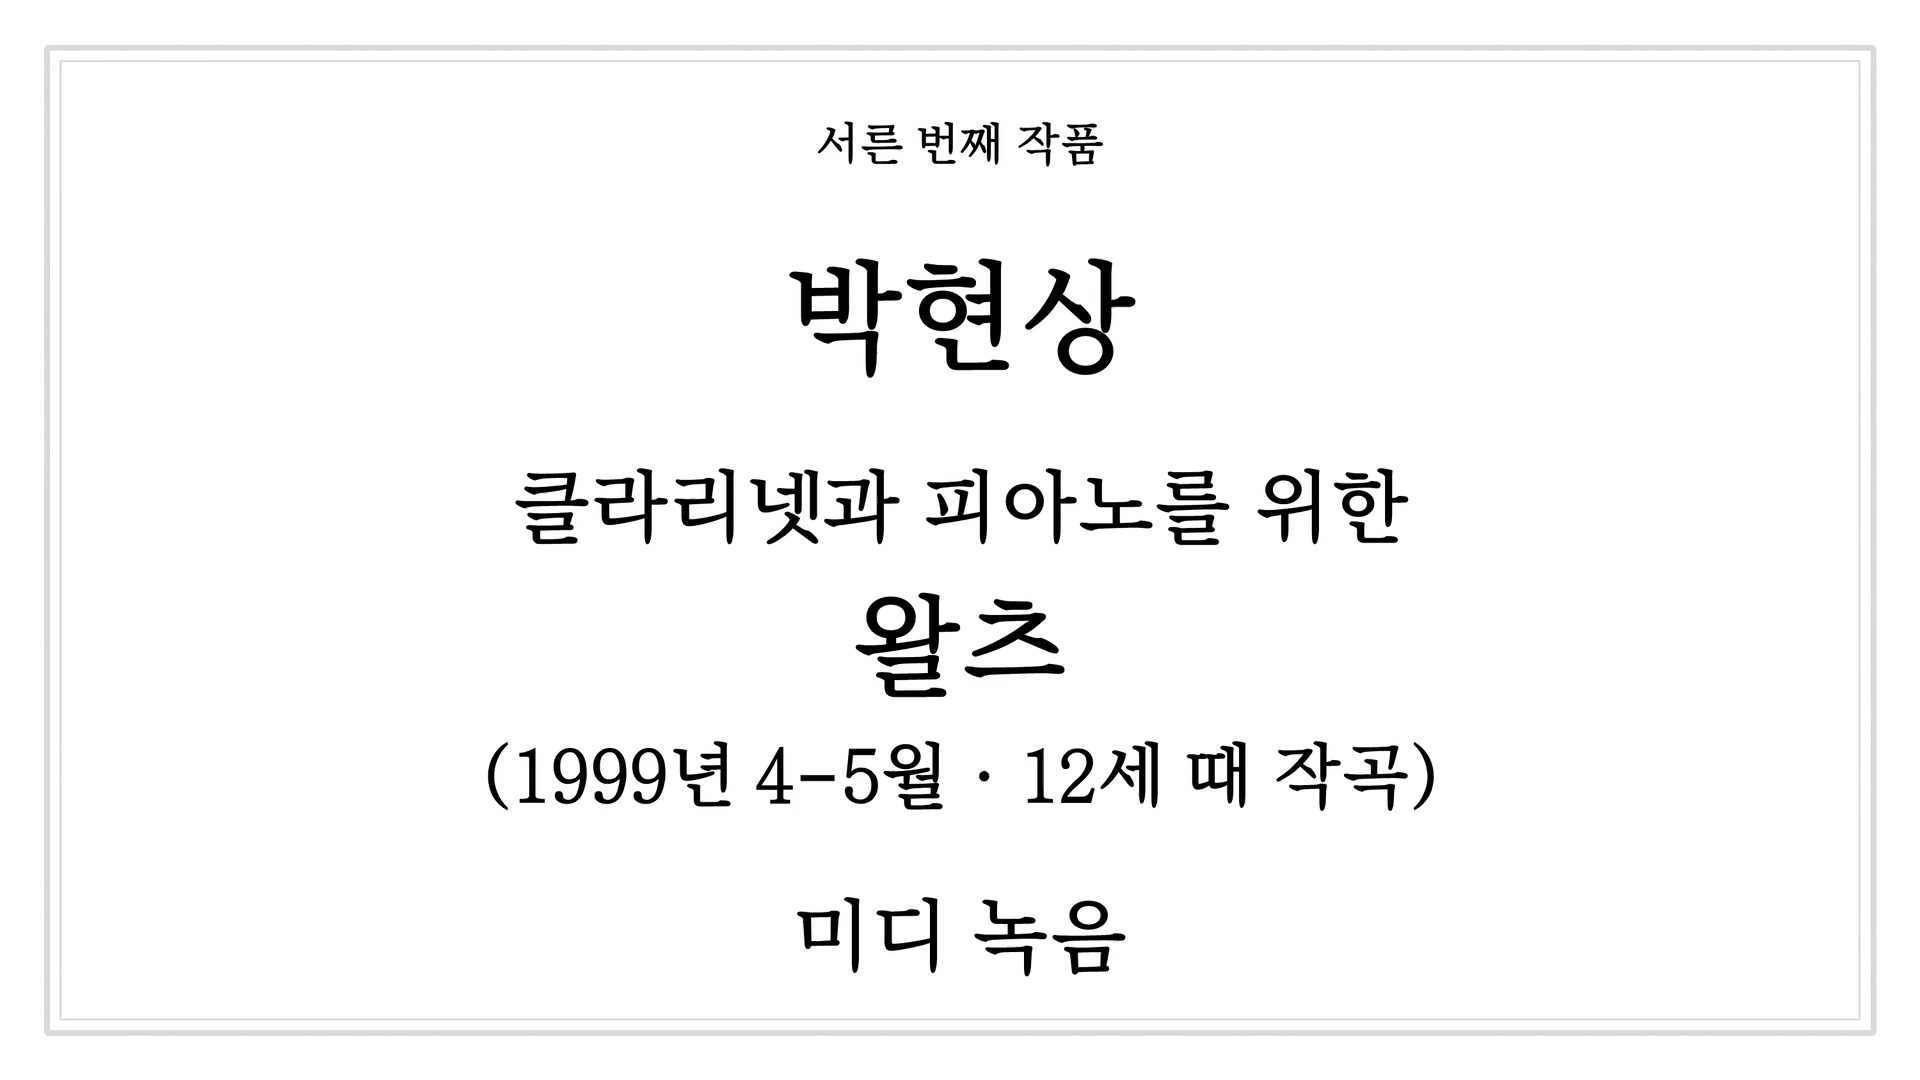 서른 번째 작품
박현상
클라리넷과 피아노를 위한
왈츠
(1999년 4-5월 · 12세 때 작곡)
미디 녹음